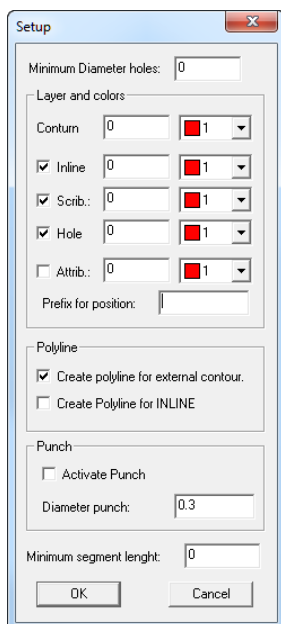 Setup
Minimum Diameter holes: 0
Layer and colors
Conturn 0 1
Inline 0 1
Scrib.: 0 1
Hole 0 1
Attrib.: 0 1
Prefix for position:
Polyline
Create polyline for external contour.
Create Polyline for INLINE
Punch
Activate Punch
Diameter punch: 0.3
Minimum segment lenght: 0
OK Cancel